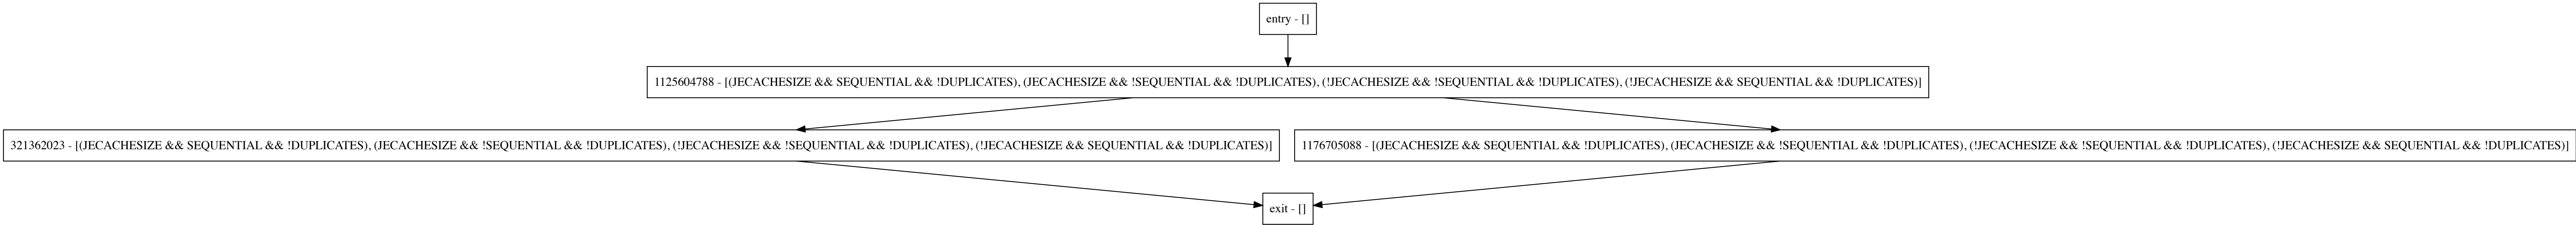 entry - []
1125604788 - [(JECACHESIZE && SEQUENTIAL && !DUPLICATES), (JECACHESIZE && !SEQUENTIAL && !DUPLICATES), (!JECACHESIZE && !SEQUENTIAL && !DUPLICATES), (!JECACHESIZE && SEQUENTIAL && !DUPLICATES)]
321362023 - [(JECACHESIZE && SEQUENTIAL && !DUPLICATES), (JECACHESIZE && !SEQUENTIAL && !DUPLICATES), (!JECACHESIZE && !SEQUENTIAL && !DUPLICATES), (!JECACHESIZE && SEQUENTIAL && !DUPLICATES)]
1176705088 - [(JECACHESIZE && SEQUENTIAL && !DUPLICATES), (JECACHESIZE && !SEQUENTIAL && !DUPLICATES), (!JECACHESIZE && !SEQUENTIAL && !DUPLICATES), (!JECACHESIZE && SEQUENTIAL && !DUPLICATES)]
exit - []